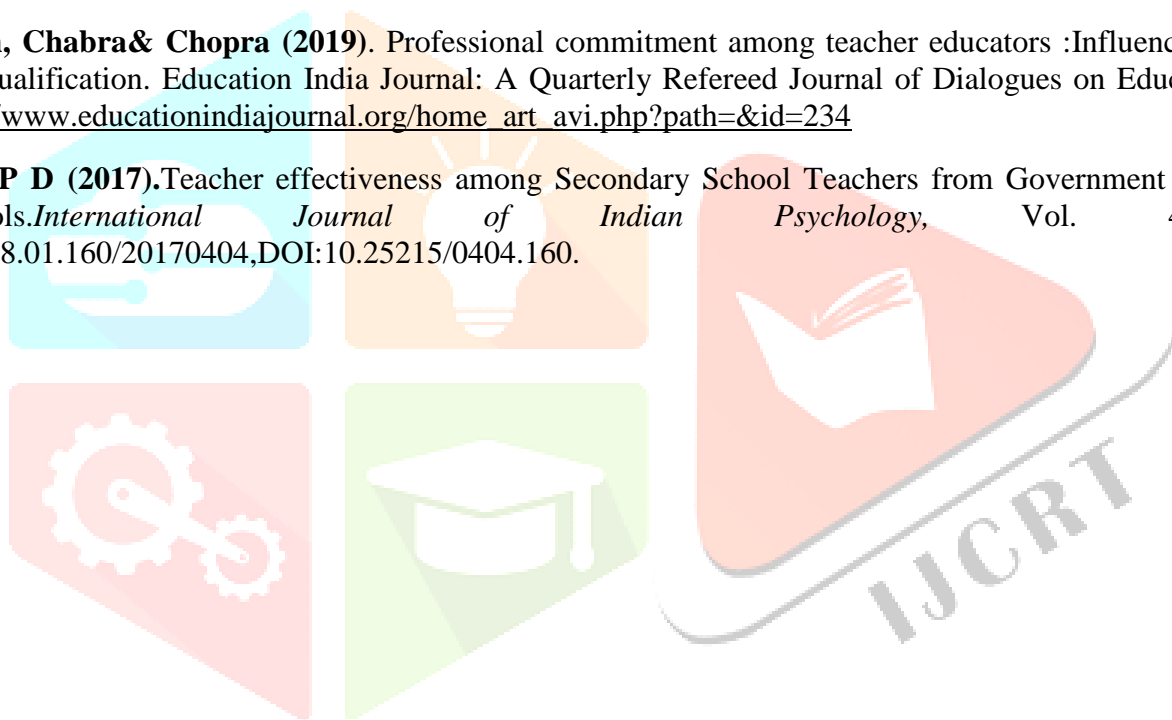 , Chabra& Chopra (2019). Professional commitment among teacher educators :Influenc
ualification. Education India Journal: A Quarterly Refereed Journal of Dialogues on Educ
/www.educationindiajournal.org/home_art_avi.php?path=&id=234
P D (2017).Teacher effectiveness among Secondary School Teachers from Government
ols.International Journal of Indian Psychology, Vol. 4
8.01.160/20170404,DOI:10.25215/0404.160.
IJCRT